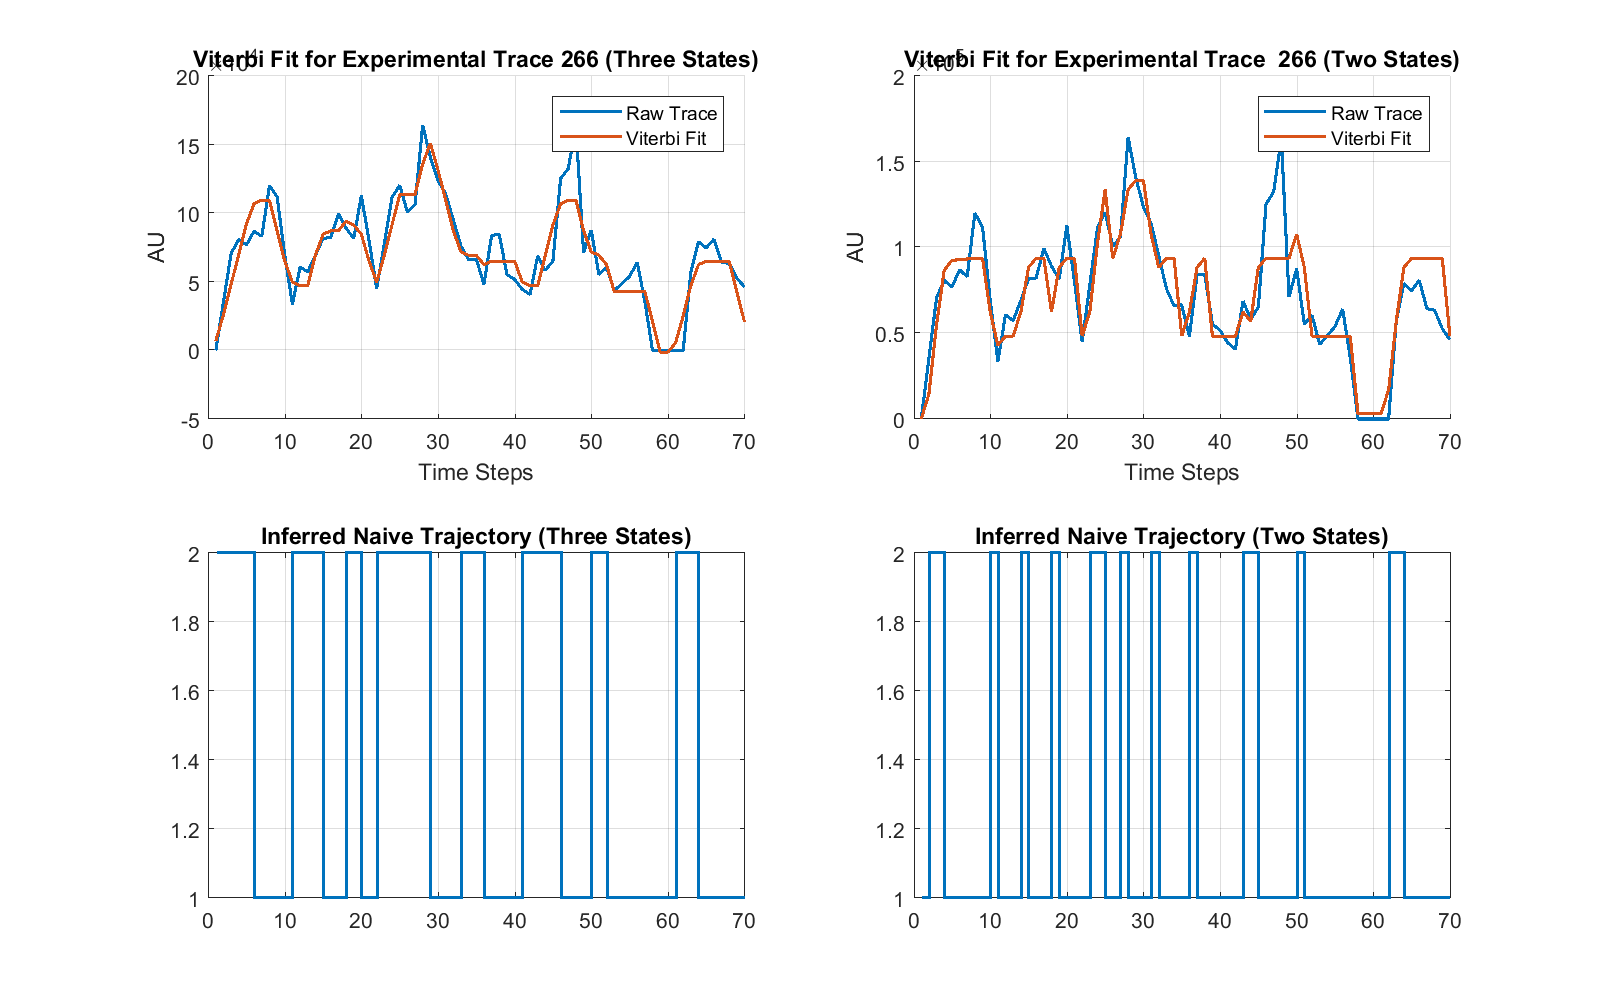 Viterbi Fit for Experimental Trace 266 (Three States)
20
15
10
5
0
-5
AU
Raw Trace
Viterbi Fit
0 10 20 30 40 50 60 70
Time Steps
Viterbi Fit for Experimental Trace  266 (Two States)
2
1.5
1
0.5
0
AU
Raw Trace
Viterbi Fit
0 10 20 30 40 50 60 70
Time Steps
Inferred Naive Trajectory (Three States)
2
1.8
1.6
1.4
1.2
1
0 10 20 30 40 50 60 70
Inferred Naive Trajectory (Two States)
2
1.8
1.6
1.4
1.2
1
0 10 20 30 40 50 60 70